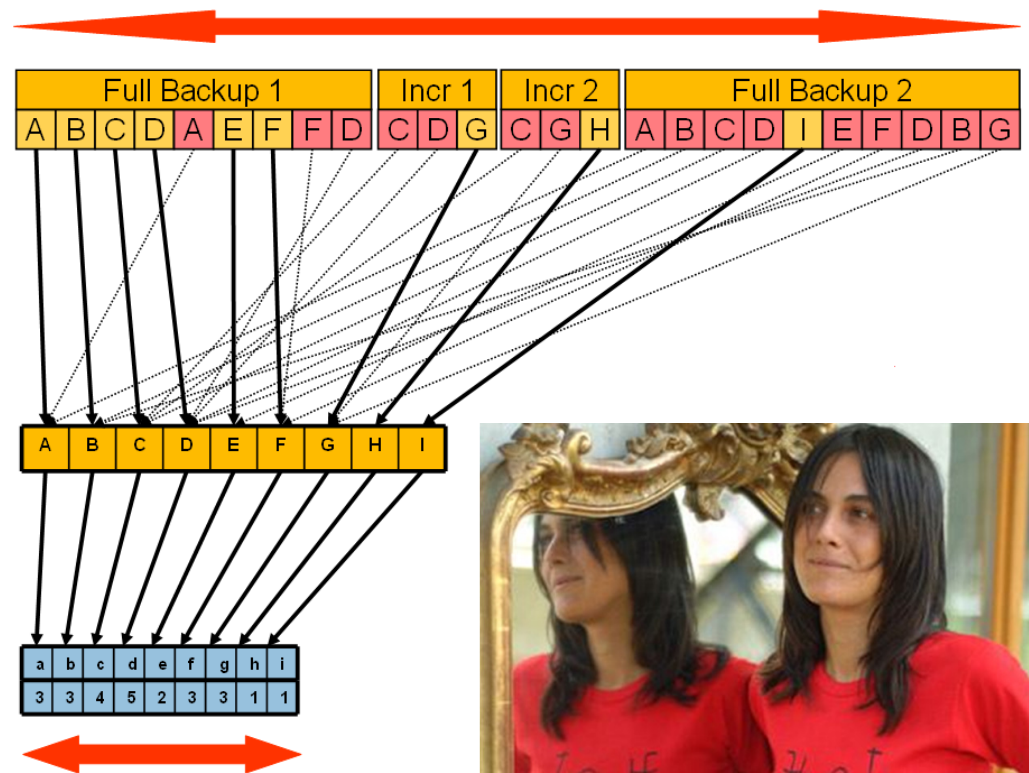 Full Backup 1 Incr 1 Incr 2 Full Backup 2
A B C D A E F F D C D G C G H A B C D I E F D B G
A B C D E F G H I
a b c d e f g h i
3 3 4 5 2 3 3 1 1